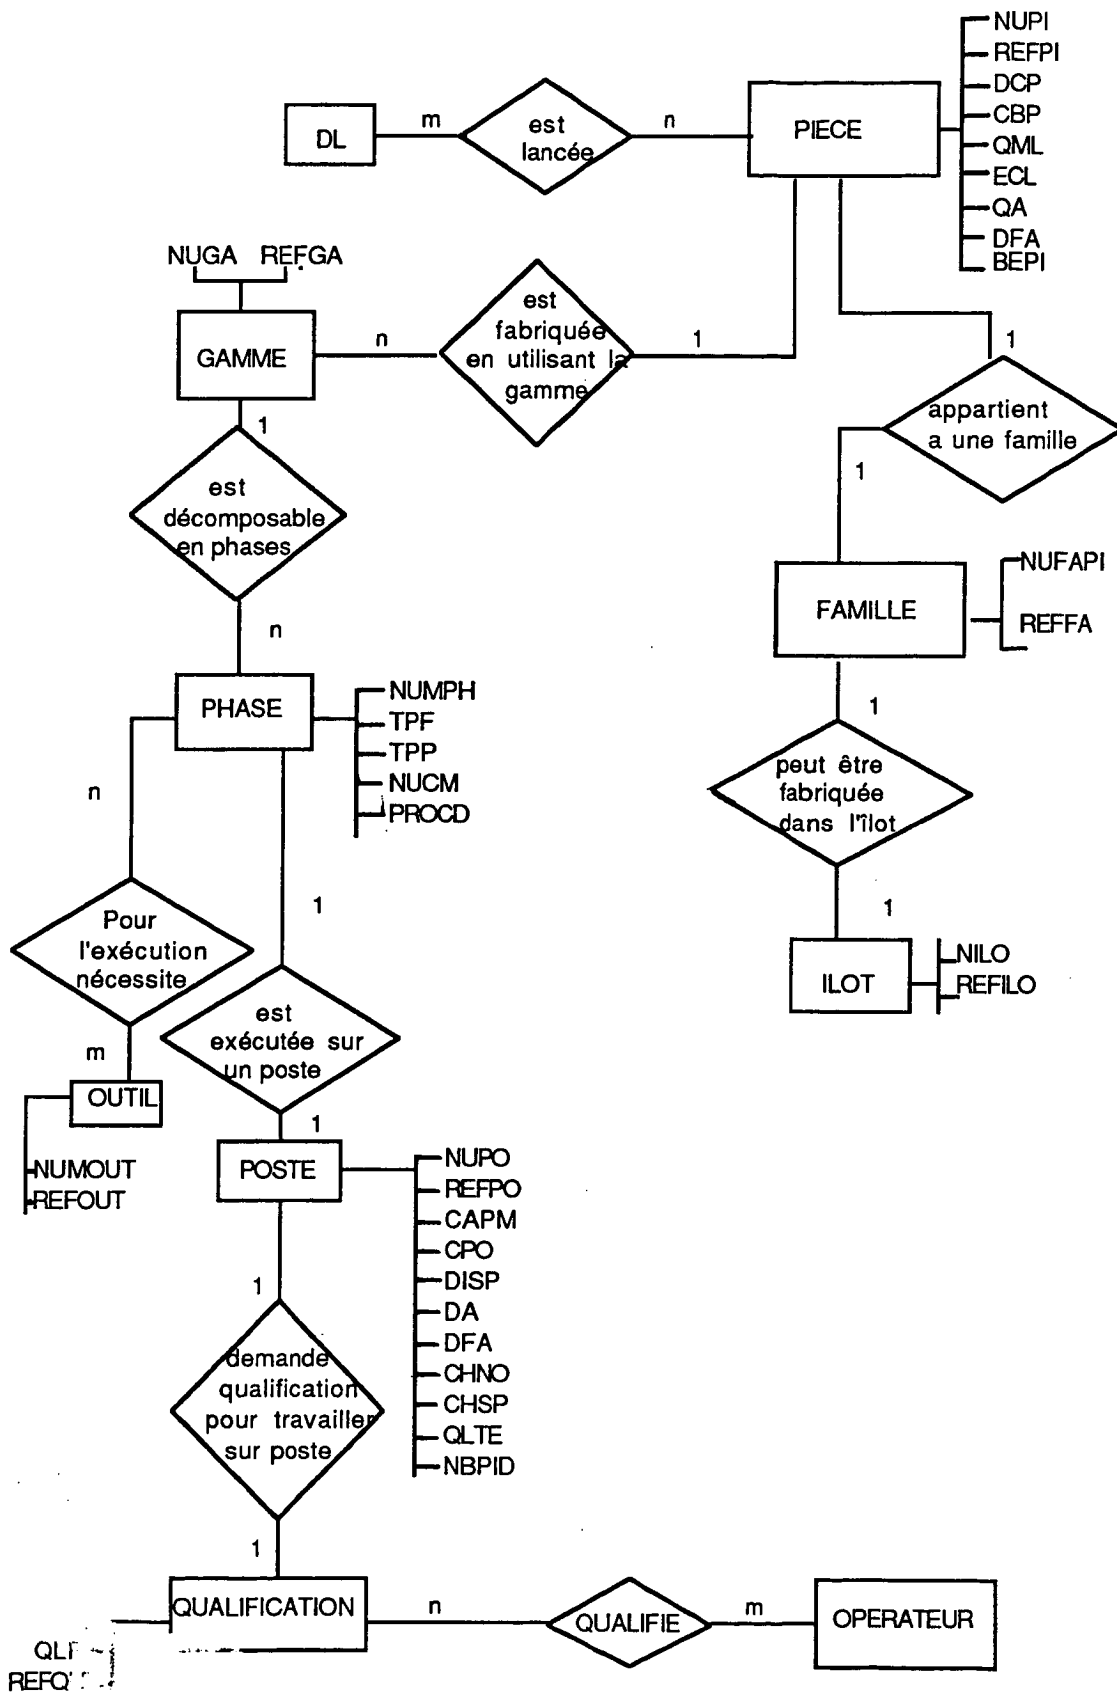 NUPI
REFPI
DCP
CBP
QML
ECL
QA
DFA
BEPI
DL
m
est
lancée
n
PIECE
NUGA REFGA
GAMME
n
est
fabriquée
en utilisant la
gamme
1
1
appartient
a une famille
1
1
est
décomposable
en phases
n
NUFAPI
REFFA
FAMILLE
PHASE
NUMPH
TPF
TPP
NUCM
PROCD
1
peut être
fabriquée
dans l'îlot
1
n
1
Pour
l'exécution
nécessite
ILOT
NILO
REFILO
est
exécutée sur
un poste
m
OUTIL
NUMOUT
REFOUT
1
POSTE
NUPO
REFPO
CAPM
CPO
DISP
DA
DFA
CHNO
CHSP
QLTE
NBPID
1
demande
qualification
pour travailler
sur poste
1
QUALIFICATION
n
QUALIFIE
m
OPERATEUR